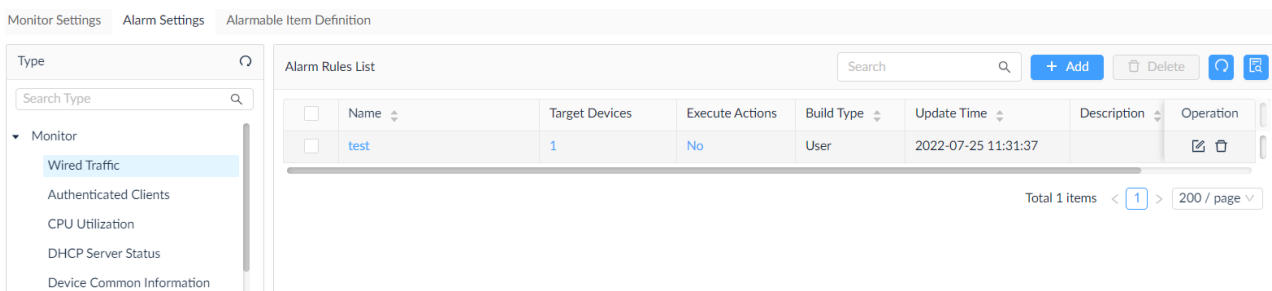 Monitor Settings Alarm Settings Alarmable Item Definition
Type
Search Type
Monitor
Wired Traffic
Authenticated Clients
CPU Utilization
DHCP Server Status
Device Common Information
Alarm Rules List Search + Add Delete
Name Target Devices Execute Actions Build Type Update Time Description Operation
test 1 No User 2022-07-25 11:31:37
Total 1 items < 1 > 200 / page